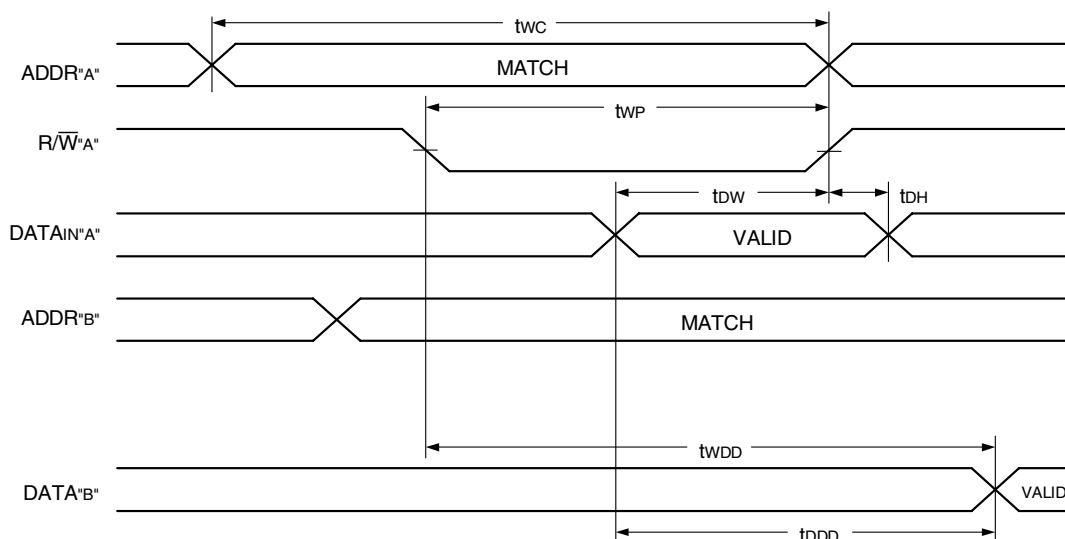 tWC
ADDR"A"
MATCH
tWP
R/W̅"A"
tDW
tDH
DATAIN"A"
VALID
ADDR"B"
MATCH
tWDD
DATA"B"
VALID
tDDD